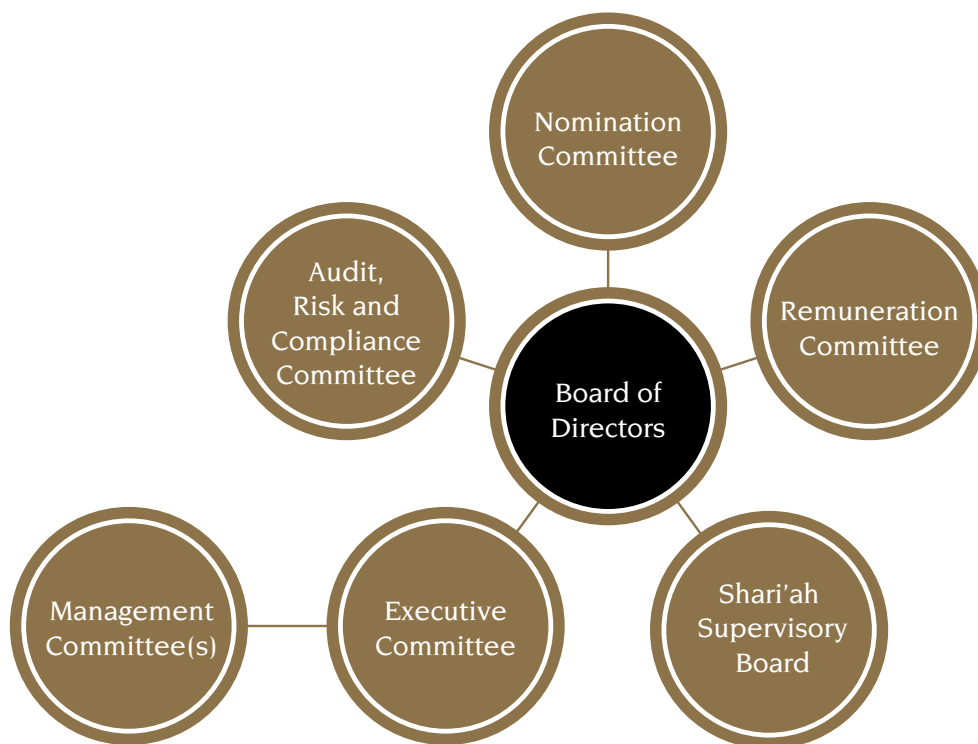 Nomination
Committee
Audit,
Risk and
Compliance
Committee
Remuneration
Committee
Board of
Directors
Management
Committee(s)
Executive
Committee
Shari’ah
Supervisory
Board